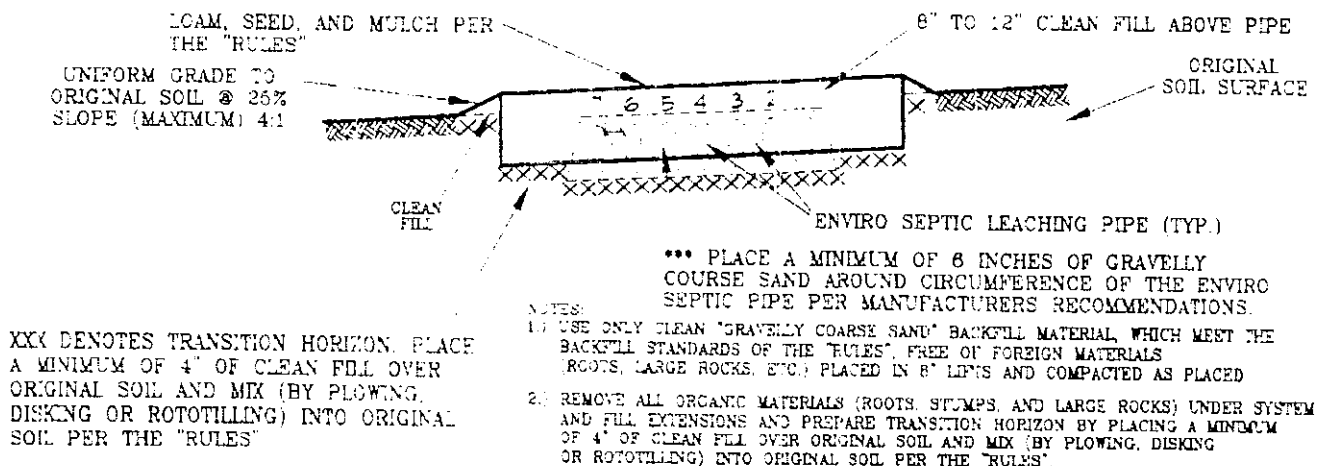 LOAM, SEED, AND MULCH PER
THE "RULES"
8" TO 12" CLEAN FILL ABOVE PIPE
UNIFORM GRADE TO
ORIGINAL SOIL @ 25%
SLOPE (MAXIMUM) 4:1
ORIGINAL
SOIL SURFACE
6 5 4 3 2
CLEAN
FILL
ENVIRO SEPTIC LEACHING PIPE (TYP.)
*** PLACE A MINIMUM OF 6 INCHES OF GRAVELLY
COURSE SAND AROUND CIRCUMFERENCE OF THE ENVIRO
SEPTIC PIPE PER MANUFACTURERS RECOMMENDATIONS.
XXX DENOTES TRANSITION HORIZON. PLACE
A MINIMUM OF 4" OF CLEAN FILL OVER
ORIGINAL SOIL AND MIX (BY PLOWING,
DISKING OR ROTOTILLING) INTO ORIGINAL
SOIL PER THE "RULES"
NOTES:
1.) USE ONLY CLEAN "GRAVELLY COARSE SAND" BACKFILL MATERIAL, WHICH MEET THE
BACKFILL STANDARDS OF THE "RULES", FREE OF FOREIGN MATERIALS
(ROOTS, LARGE ROCKS, ETC.) PLACED IN 8" LIFTS AND COMPACTED AS PLACED
2.) REMOVE ALL ORGANIC MATERIALS (ROOTS, STUMPS, AND LARGE ROCKS) UNDER SYSTEM
AND FILL EXTENSIONS AND PREPARE TRANSITION HORIZON BY PLACING A MINIMUM
OF 4" OF CLEAN FILL OVER ORIGINAL SOIL AND MIX (BY PLOWING, DISKING
OR ROTOTILLING) INTO ORIGINAL SOIL PER THE "RULES".